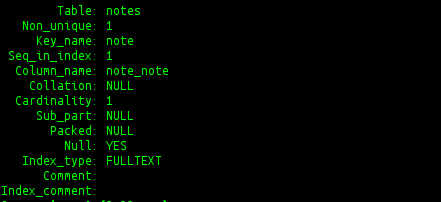 Table: notes
Non_unique: 1
Key_name: note
Seq_in_index: 1
Column_name: note_note
Collation: NULL
Cardinality: 1
Sub_part: NULL
Packed: NULL
Null: YES
Index_type: FULLTEXT
Comment:
Index_comment: